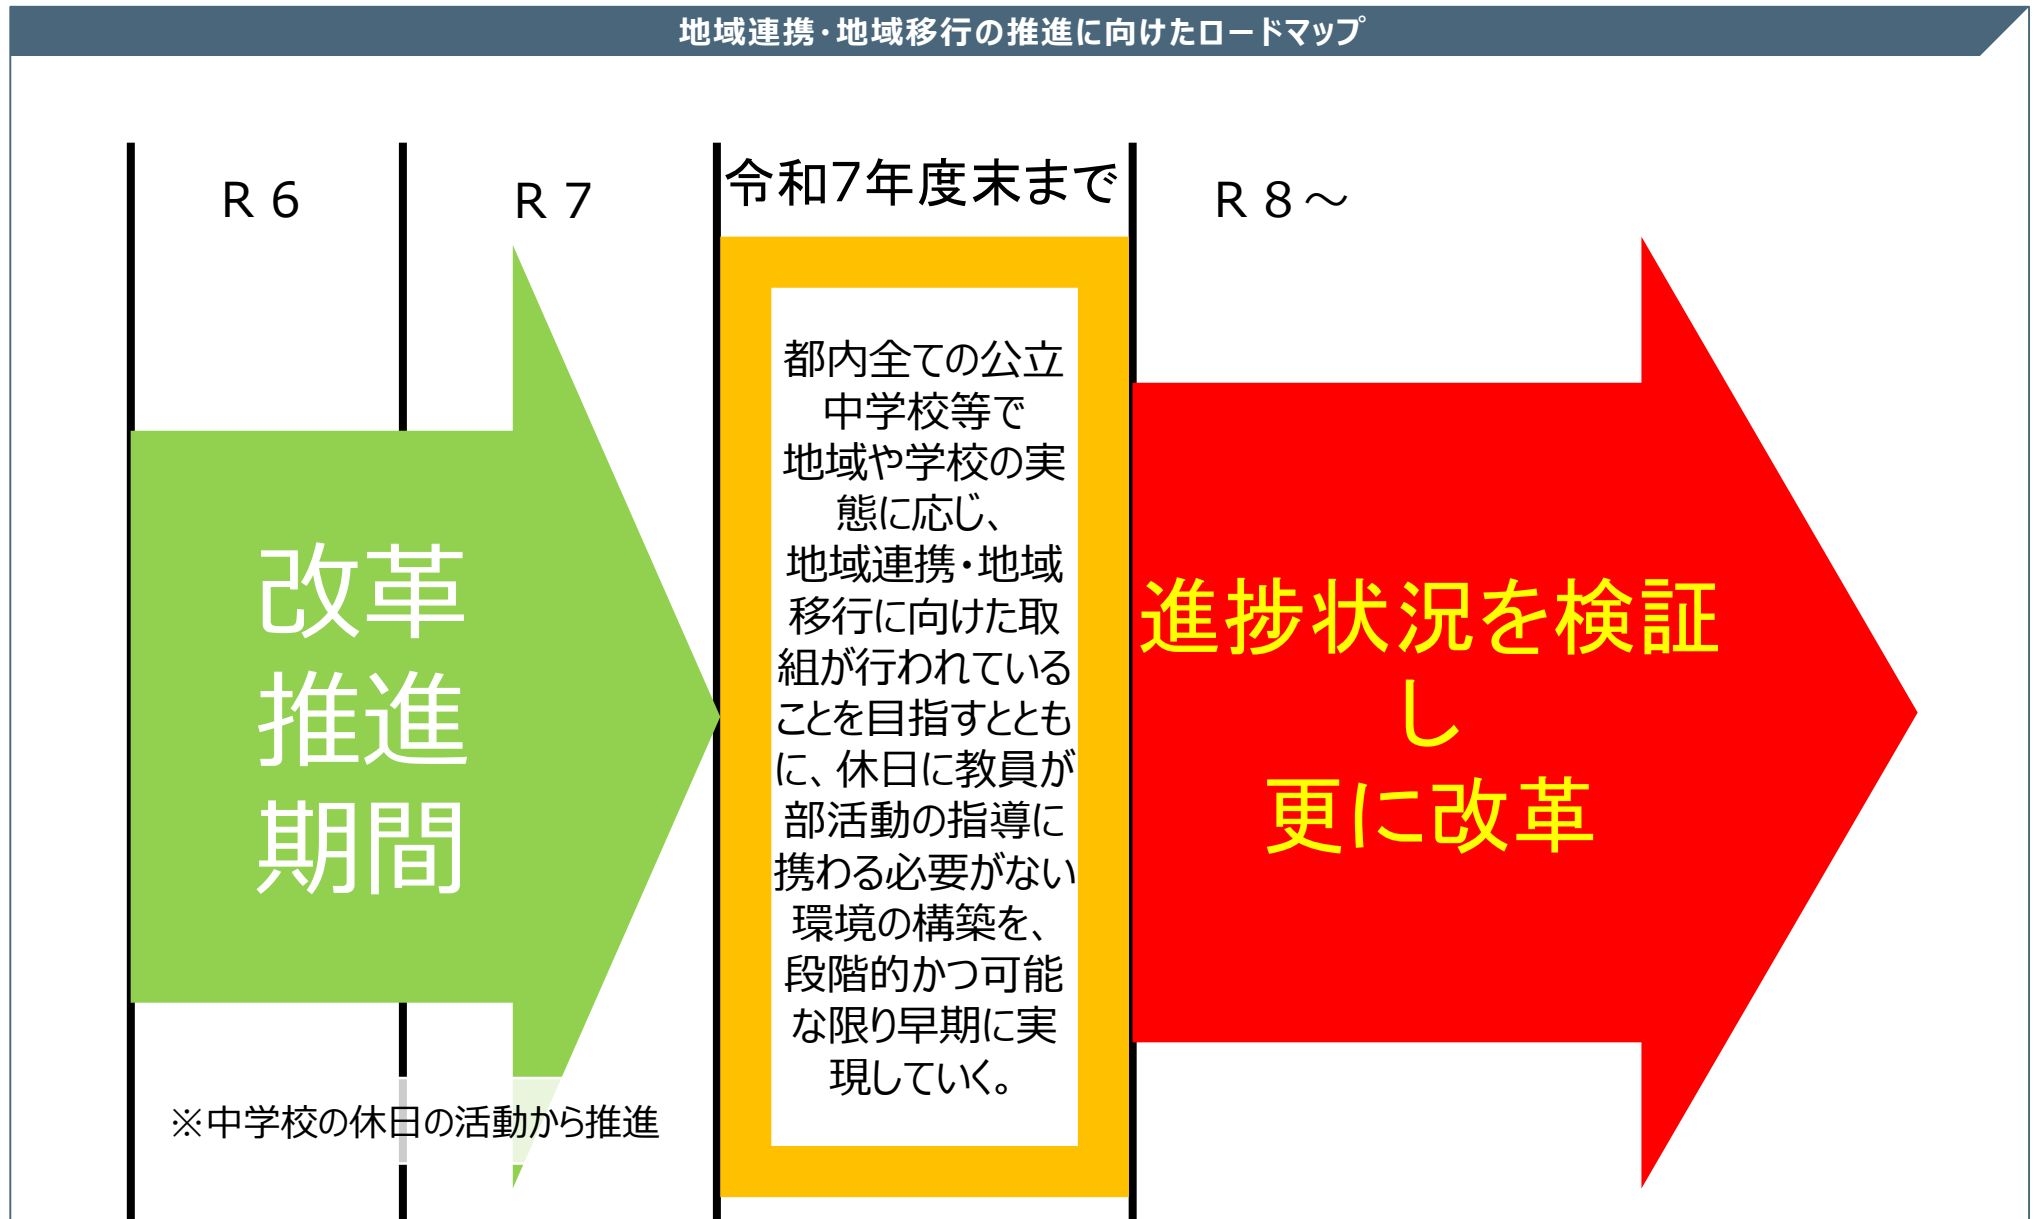 地域連携・地域移行の推進に向けたロードマップ
R６
R７
令和7年度末まで
R８～
改革
推進
期間
※中学校の休日の活動から推進
都内全ての公立
中学校等で
地域や学校の実
態に応じ、
地域連携・地域
移行に向けた取
組が行われている
ことを目指すととも
に、休日に教員が
部活動の指導に
携わる必要がない
環境の構築を、
段階的かつ可能
な限り早期に実
現していく。
進捗状況を検証
し
更に改革